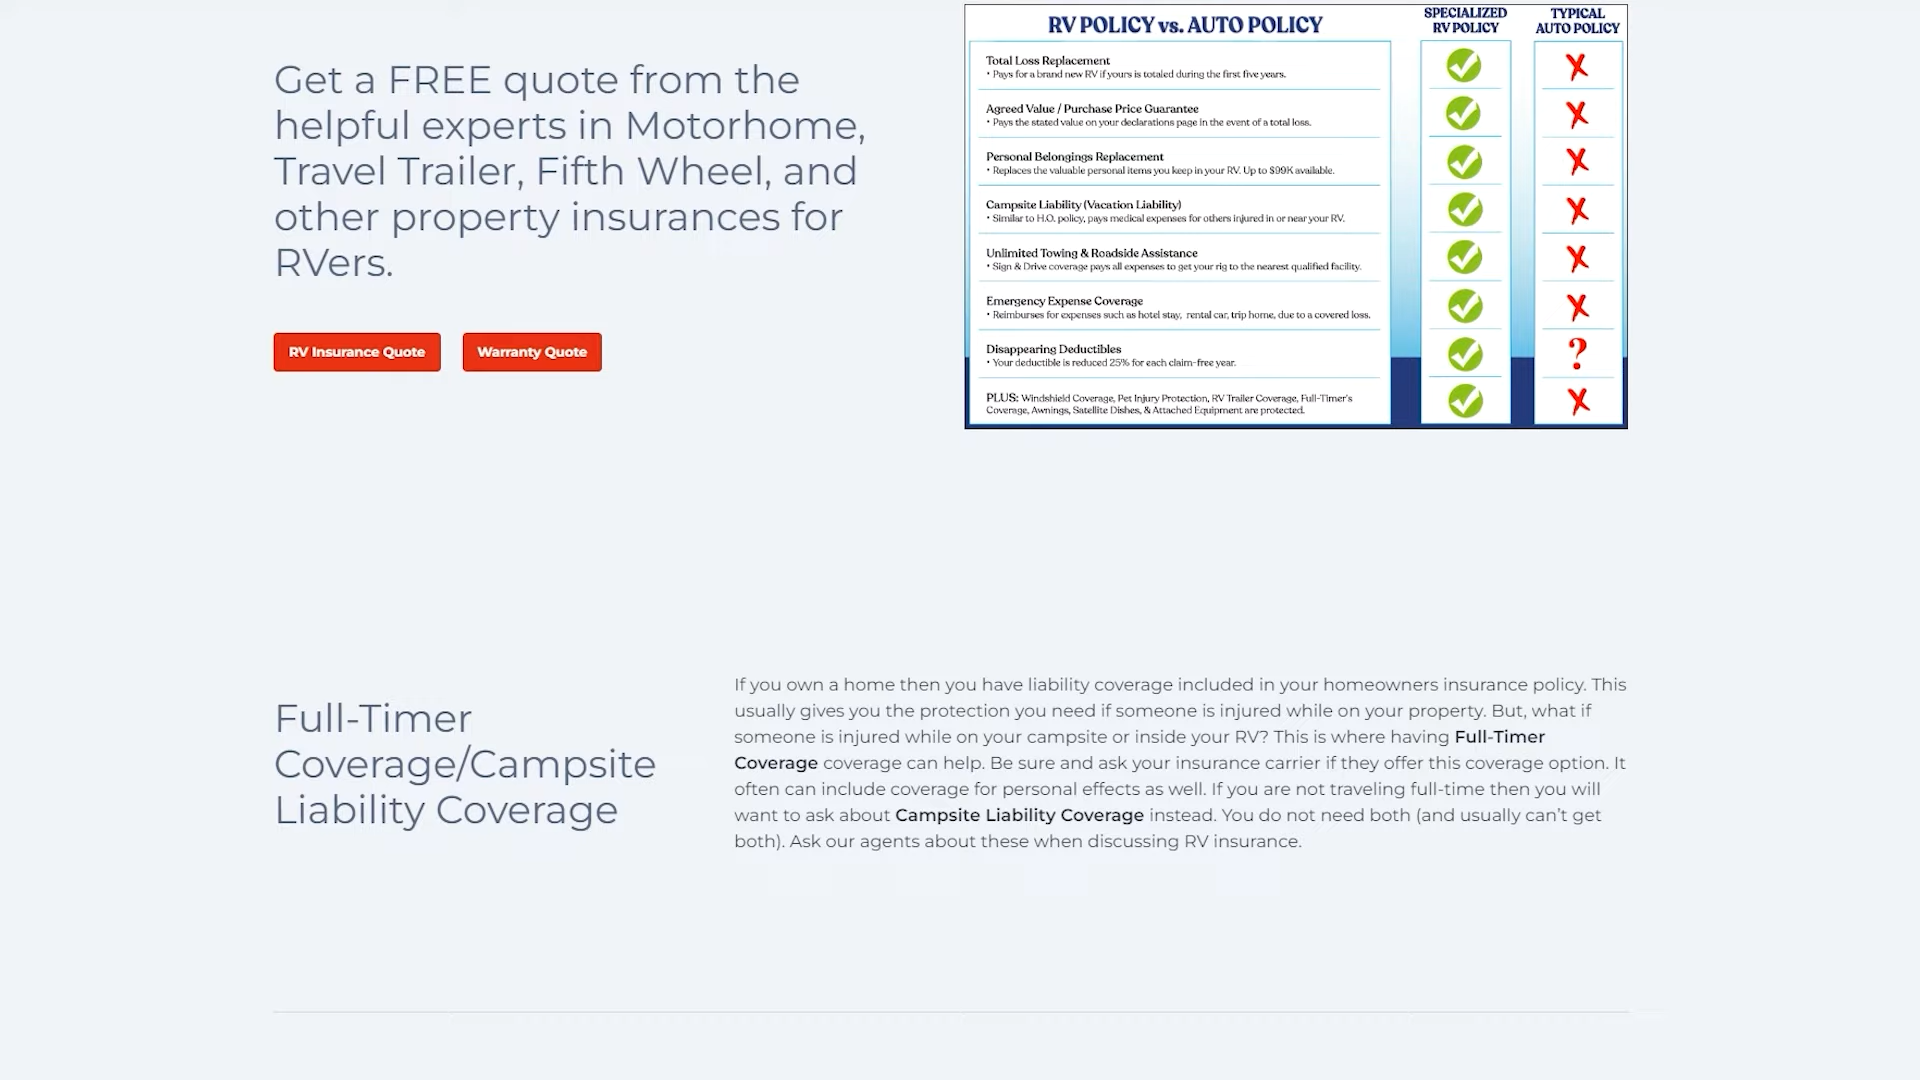 Get a FREE quote from the
helpful experts in Motorhome,
Travel Trailer, Fifth Wheel, and
other property insurances for
RVers.
RV Insurance Quote
Warranty Quote
RV POLICY vs. AUTO POLICY
SPECIALIZED
RV POLICY
TYPICAL
AUTO POLICY
Total Loss Replacement
• Pays for a brand new RV if yours is totaled during the first five years.
Agreed Value / Purchase Price Guarantee
• Pays the stated value on your declarations page in the event of a total loss.
Personal Belongings Replacement
• Replaces the valuable personal items you keep in your RV. Up to $99K available.
Campsite Liability (Vacation Liability)
• Similar to H.O. policy, pays medical expenses for others injured in or near your RV.
Unlimited Towing & Roadside Assistance
• Sign & Drive coverage pays all expenses to get your rig to the nearest qualified facility.
Emergency Expense Coverage
• Reimburses for expenses such as hotel stay, rental car, trip home, due to a covered loss.
Disappearing Deductibles
• Your deductible is reduced 25% for each claim-free year.
?
PLUS: Windshield Coverage, Pet Injury Protection, RV Trailer Coverage, Full-Timer's
Coverage, Awnings, Satellite Dishes, & Attached Equipment are protected.
Full-Timer
Coverage/Campsite
Liability Coverage
If you own a home then you have liability coverage included in your homeowners insurance policy. This
usually gives you the protection you need if someone is injured while on your property. But, what if
someone is injured while on your campsite or inside your RV? This is where having Full-Timer
Coverage coverage can help. Be sure and ask your insurance carrier if they offer this coverage option. It
often can include coverage for personal effects as well. If you are not traveling full-time then you will
want to ask about Campsite Liability Coverage instead. You do not need both (and usually can't get
both). Ask our agents about these when discussing RV insurance.